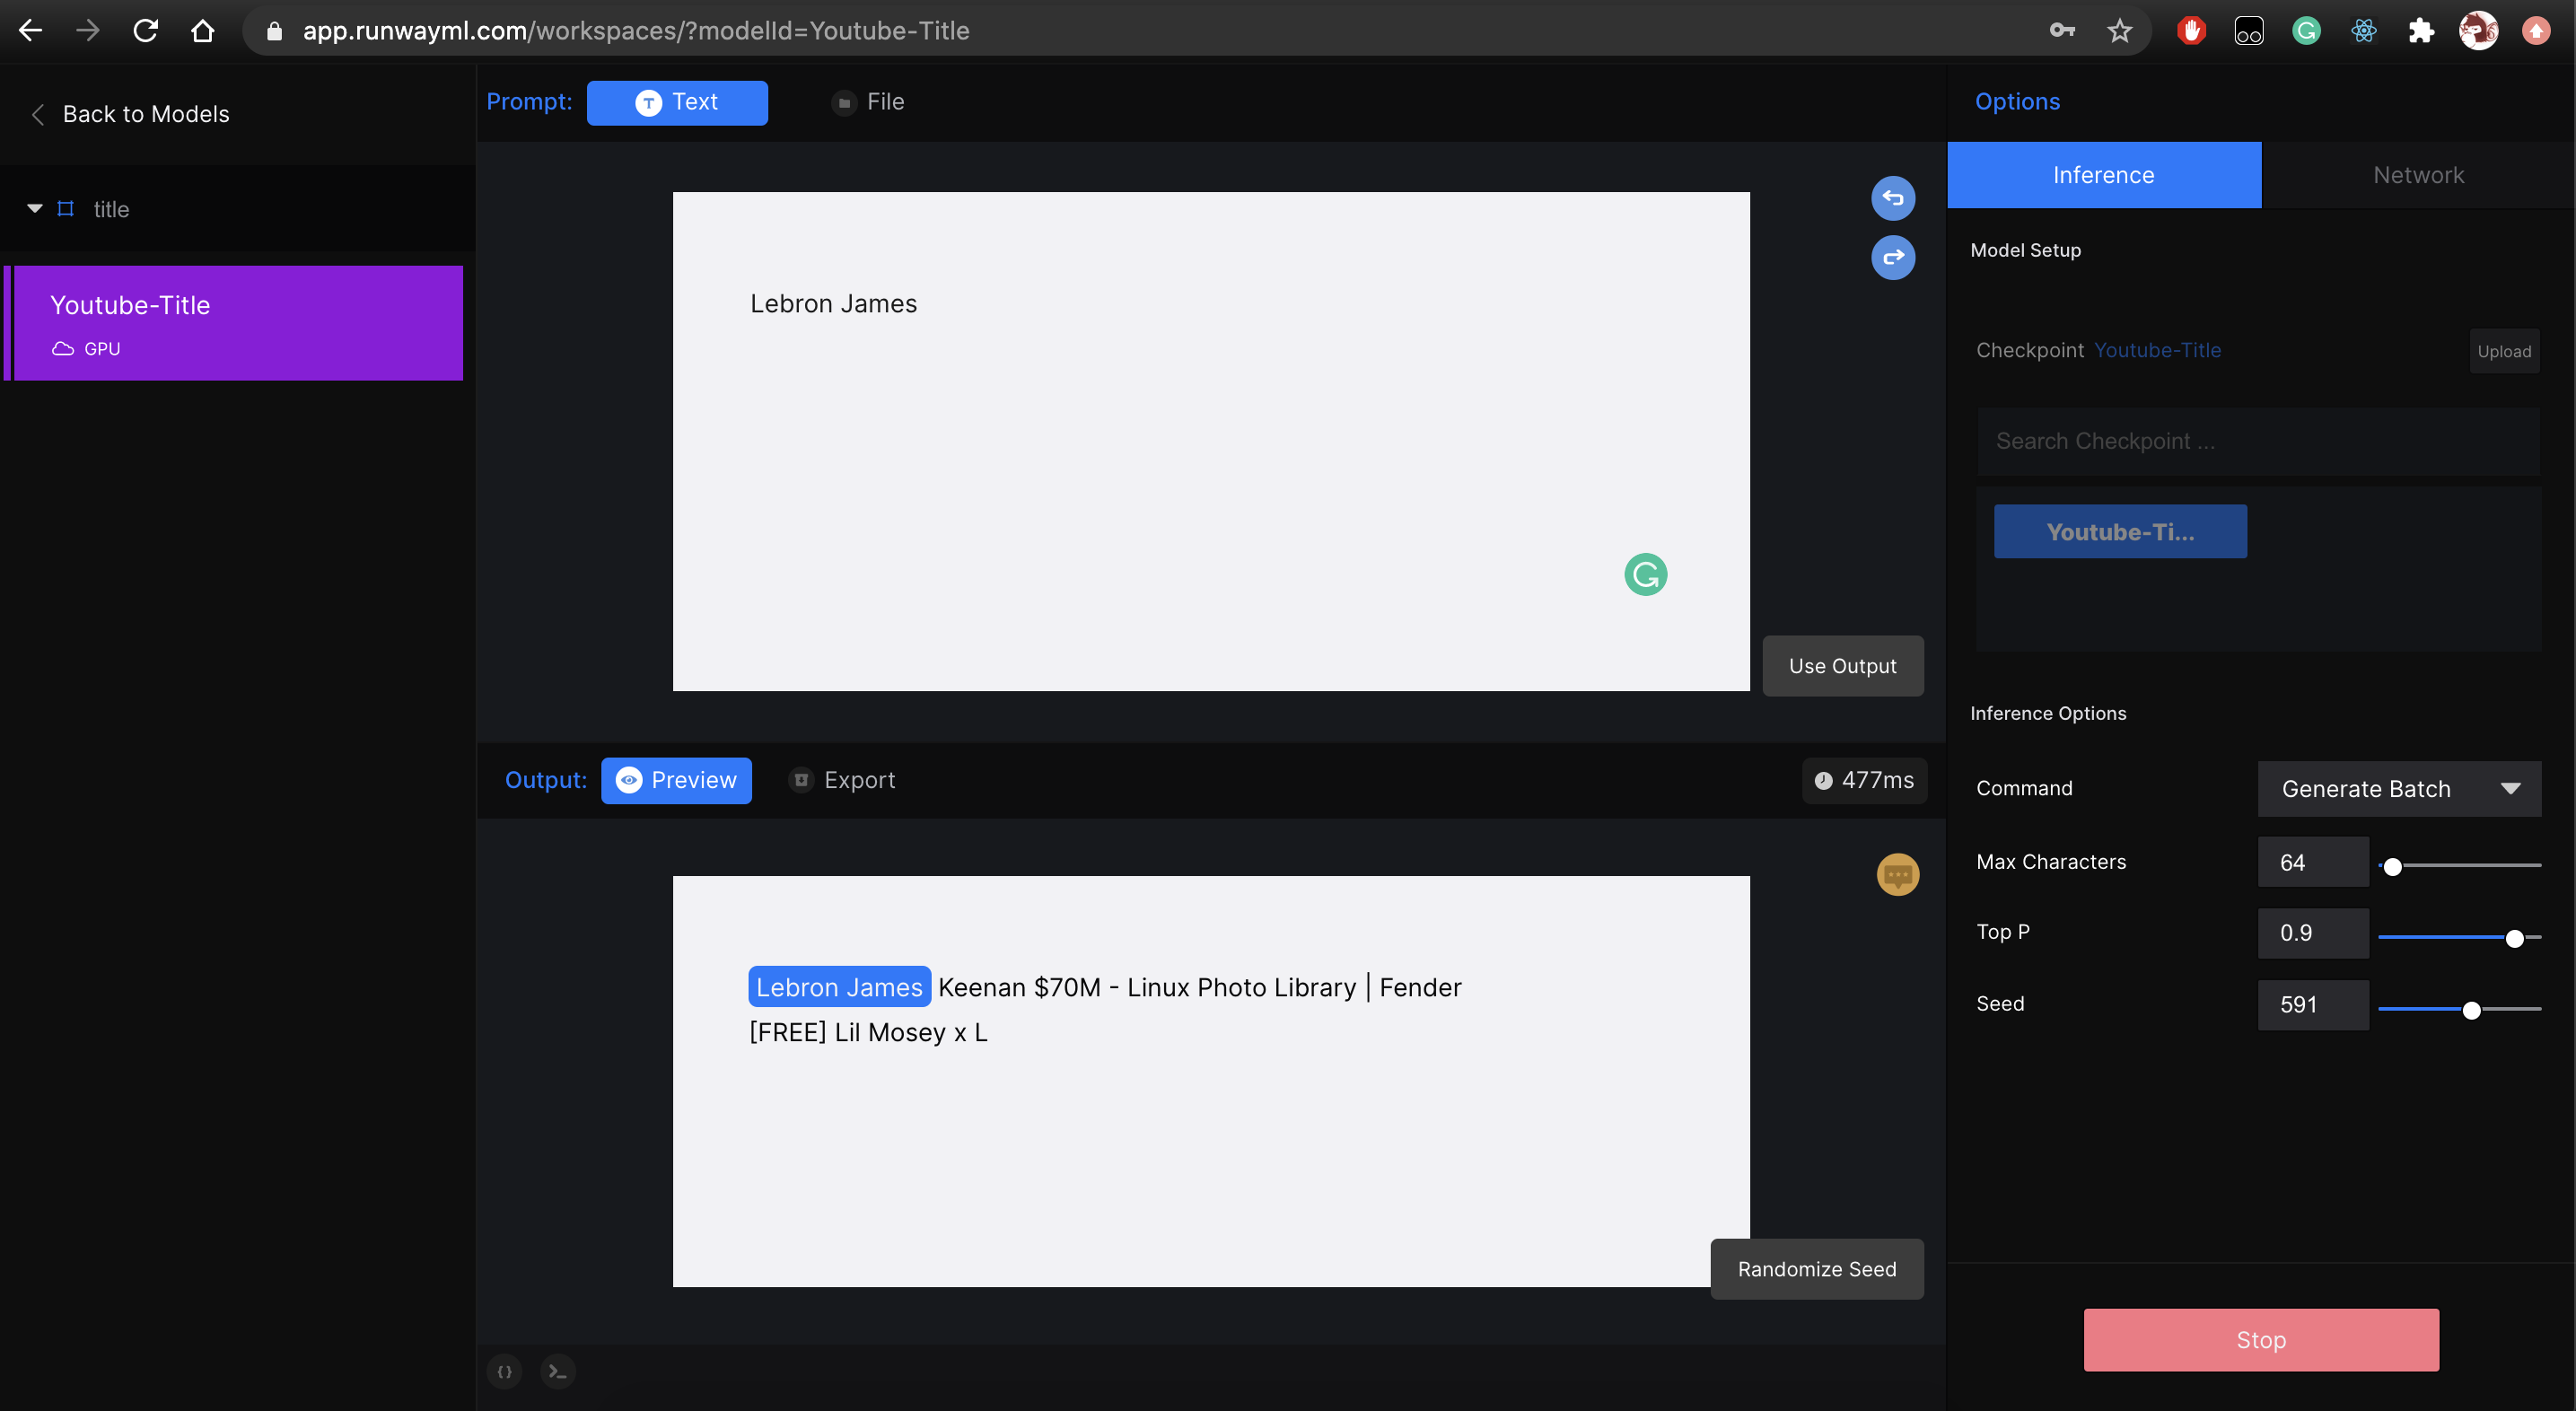 app.runwayml.com/workspaces/?modelId=Youtube-Title
Back to Models
title
Youtube-Title
GPU
Prompt:
Text
File
Lebron James
Use Output
Output:
Preview
Export
477ms
Lebron James Keenan $70M - Linux Photo Library | Fender
[FREE] Lil Mosey x L
Randomize Seed
Options
Inference
Network
Model Setup
Checkpoint Youtube-Title
Upload
Search Checkpoint ...
Youtube-Ti...
Inference Options
Command
Generate Batch
Max Characters
64
Top P
0.9
Seed
591
Stop